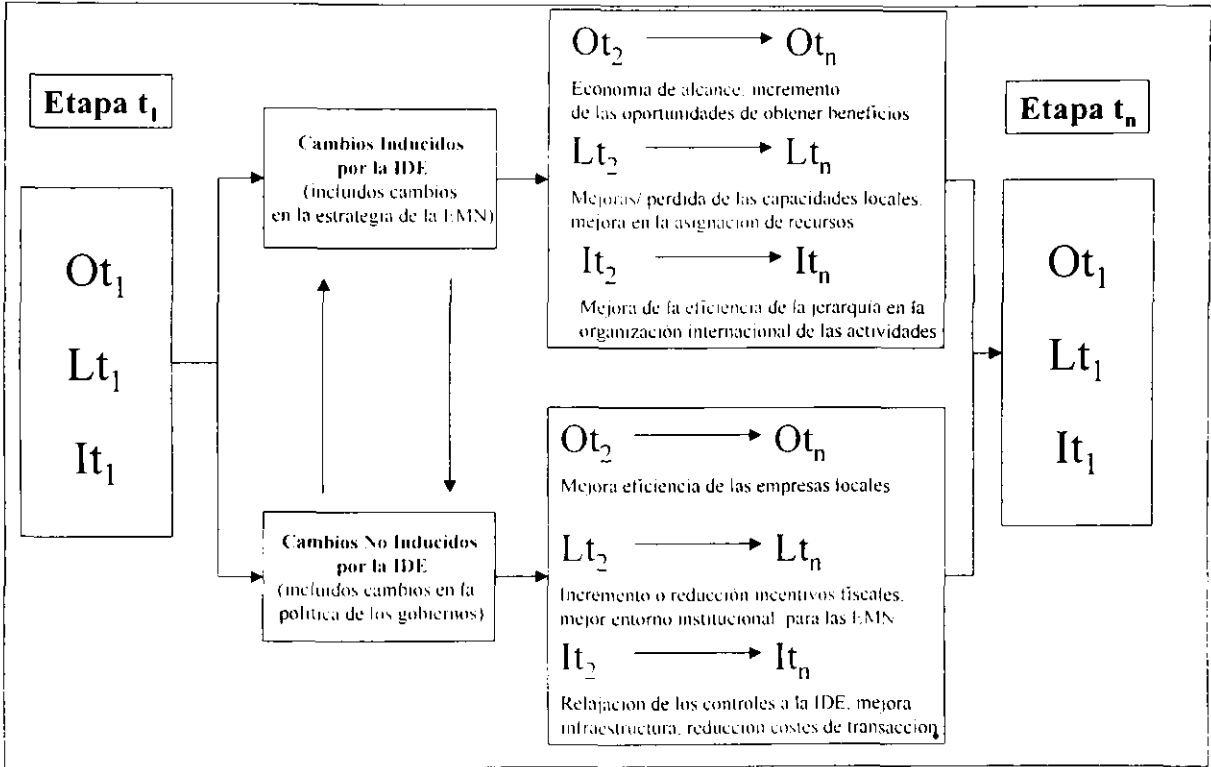 Etapa t₁
Ot₁
Lt₁
It₁
Cambios Inducidos
por la IDE
(incluidos cambios
en la estrategia de la EMN)
Cambios No Inducidos
por la IDE
(incluidos cambios en la
política de los gobiernos)
Ot₂ Otₙ
Economia de alcance, incremento
de las oportunidades de obtener beneficios
Lt₂ Ltₙ
Mejoras/ perdida de las capacidades locales,
mejora en la asignacion de recursos
It₂ Itₙ
Mejora de la eficiencia de la jerarquía en la
organización internacional de las actividades
Ot₂ Otₙ
Mejora eficiencia de las empresas locales
Lt₂ Ltₙ
Incremento o reducción incentivos fiscales,
mejor entorno institucional para las EMN
It₂ Itₙ
Relajacion de los controles a la IDE, mejora
infraestructura, reduccion costes de transaccion
Etapa tₙ
Ot₁
Lt₁
It₁